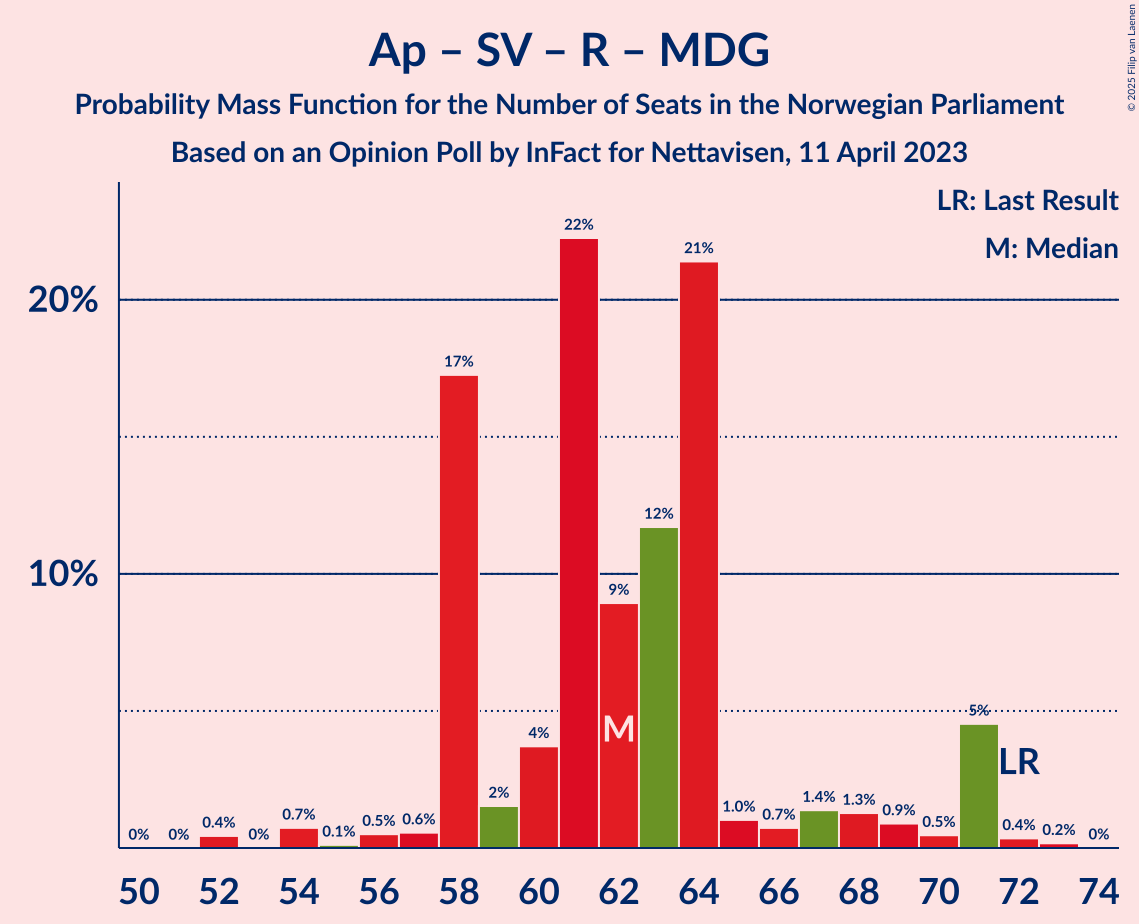 Ap – SV – R – MDG
Probability Mass Function for the Number of Seats in the Norwegian Parliament
Based on an Opinion Poll by InFact for Nettavisen, 11 April 2023
© 2025 Filip van Laenen
LR: Last Result
M: Median
20%
10%
0% 0% 0.4% 0% 0.7% 0.1% 0.5% 0.6% 17% 2% 4% 22% 9% 12% 21% 1.0% 0.7% 1.4% 1.3% 0.9% 0.5% 5% 0.4% 0.2% 0%
M
LR
50 52 54 56 58 60 62 64 66 68 70 72 74